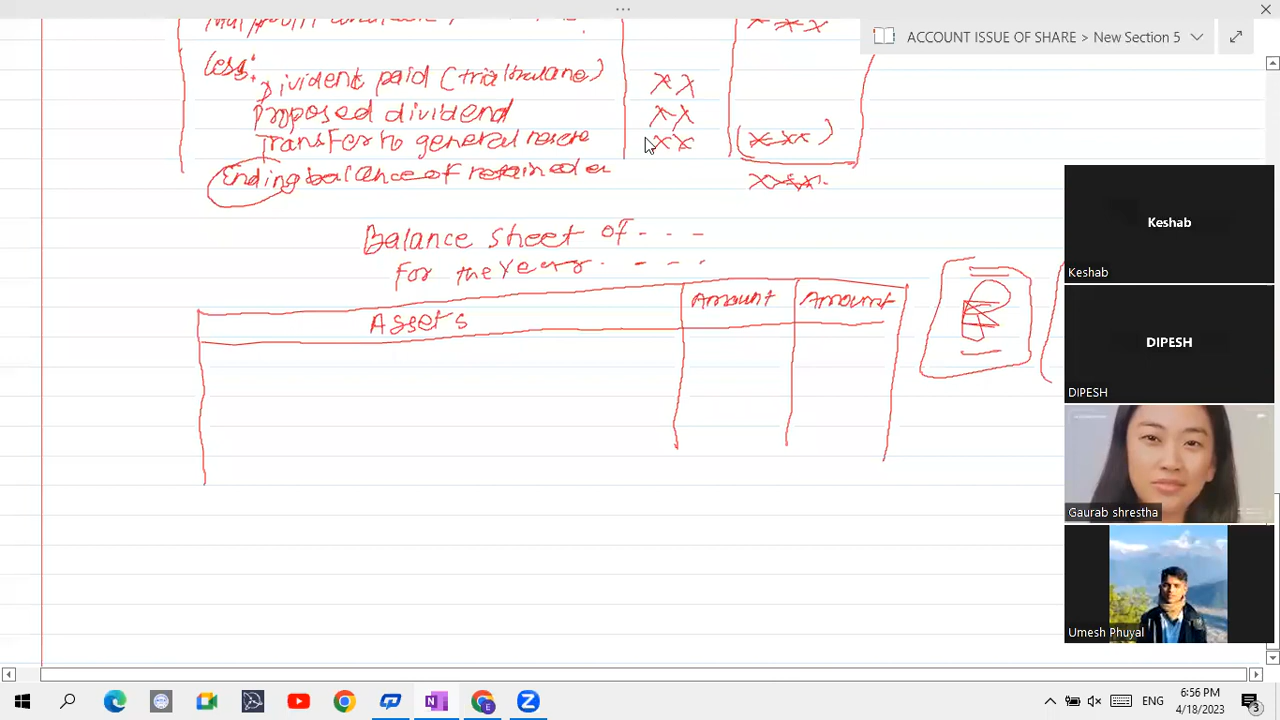 ACCOUNT ISSUE OF SHARE > New Section 5
Less:
Divident paid (trial balane) xx
proposed dividend xx
Transfer to general reserve xx (xxx)
Ending balance of retained e xxx.
Balance sheet of - - -
For the Years. - - -
Assets Amount Amount
Keshab
Keshab
DIPESH
DIPESH
Gaurab shrestha
Umesh Phuyal
ENG
6:56 PM
4/18/2023
3